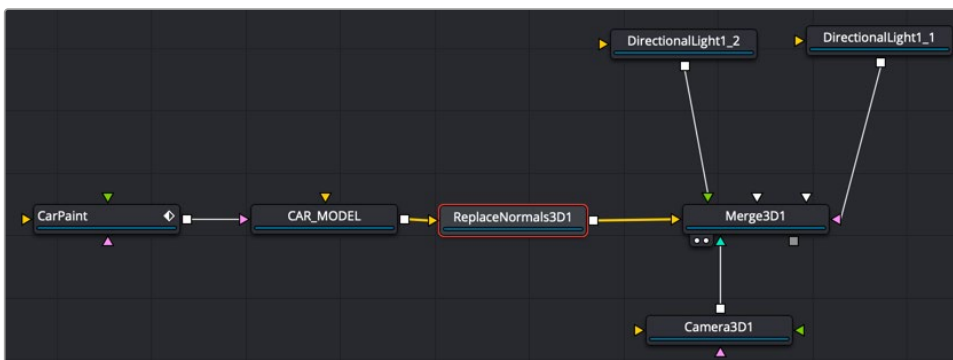 DirectionalLight1_2
DirectionalLight1_1
CarPaint
CAR_MODEL
ReplaceNormals3D1
Merge3D1
Camera3D1